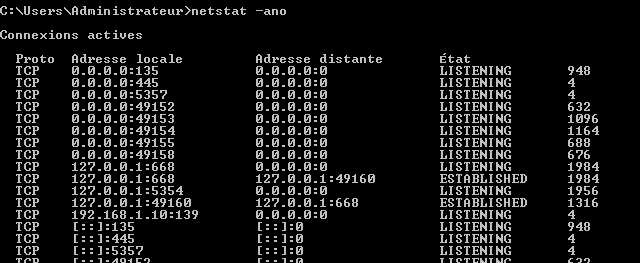 C:\Users\Administrateur>netstat -ano
Connexions actives
Proto Adresse locale Adresse distante État
TCP 0.0.0.0:135 0.0.0.0:0 LISTENING 948
TCP 0.0.0.0:445 0.0.0.0:0 LISTENING 4
TCP 0.0.0.0:5357 0.0.0.0:0 LISTENING 4
TCP 0.0.0.0:49152 0.0.0.0:0 LISTENING 632
TCP 0.0.0.0:49153 0.0.0.0:0 LISTENING 1096
TCP 0.0.0.0:49154 0.0.0.0:0 LISTENING 1164
TCP 0.0.0.0:49155 0.0.0.0:0 LISTENING 688
TCP 0.0.0.0:49158 0.0.0.0:0 LISTENING 676
TCP 127.0.0.1:668 0.0.0.0:0 LISTENING 1984
TCP 127.0.0.1:668 127.0.0.1:49160 ESTABLISHED 1984
TCP 127.0.0.1:5354 0.0.0.0:0 LISTENING 1956
TCP 127.0.0.1:49160 127.0.0.1:668 ESTABLISHED 1316
TCP 192.168.1.10:139 0.0.0.0:0 LISTENING 4
TCP [::]:135 [::]:0 LISTENING 948
TCP [::]:445 [::]:0 LISTENING 4
TCP [::]:5357 [::]:0 LISTENING 4
TCP [::]:49152 [::]:0 LISTENING 632